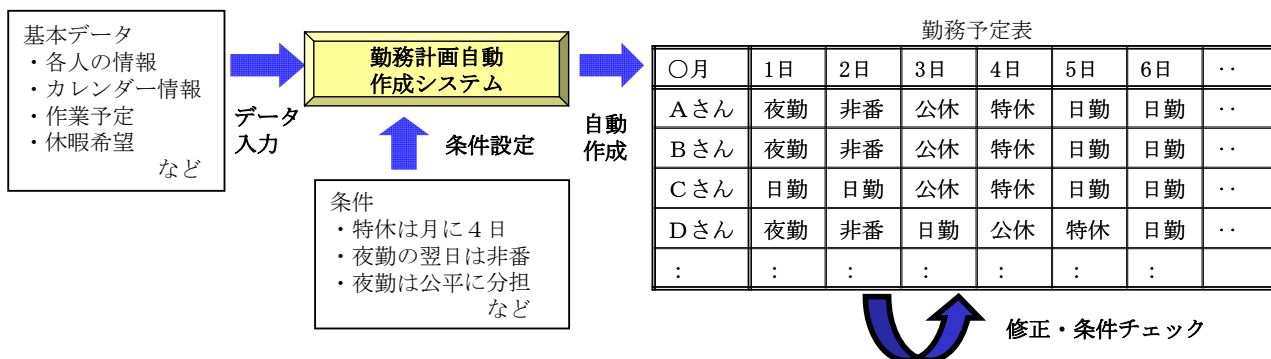 基本データ
・各人の情報
・カレンダー情報
・作業予定
・休暇希望
など
データ
入力
勤務計画自動
作成システム
条件設定
条件
・特休は月に4日
・夜勤の翌日は非番
・夜勤は公平に分担
など
自動
作成
勤務予定表
○月 1日 2日 3日 4日 5日 6日 ‥
Aさん 夜勤 非番 公休 特休 日勤 日勤 ‥
Bさん 夜勤 非番 公休 特休 日勤 日勤 ‥
Cさん 日勤 日勤 公休 特休 日勤 日勤 ‥
Dさん 夜勤 非番 日勤 公休 特休 日勤 ‥
： ： ： ： ： ： ：
修正・条件チェック